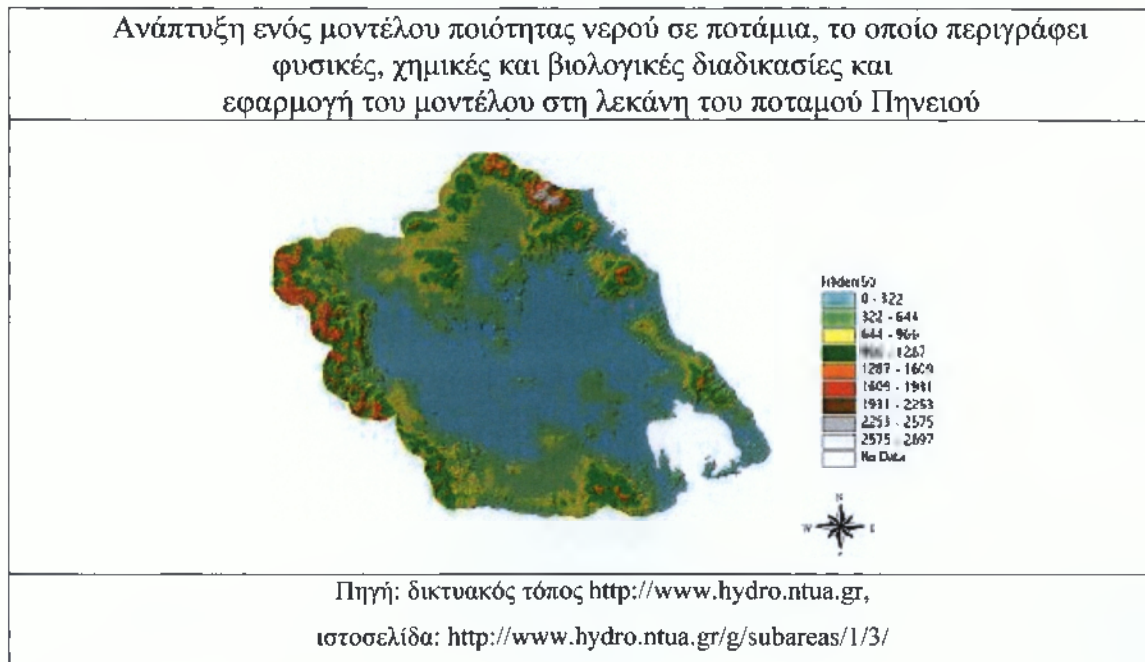 Ανάπτυξη ενός μοντέλου ποιότητας νερού σε ποτάμια, το οποίο περιγράφει
φυσικές, χημικές και βιολογικές διαδικασίες και
εφαρμογή του μοντέλου στη λεκάνη του ποταμού Πηνειού
0 - 322
322 - 644
644 - 966
- 1287
1287 - 1609
1609 - 1931
1931 - 2253
2253 - 2575
2575 - 2897
No Data
N
W E
Πηγή: δικτυακός τόπος http://www.hydro.ntua.gr,
ιστοσελίδα: http://www.hydro.ntua.gr/g/subareas/1/3/